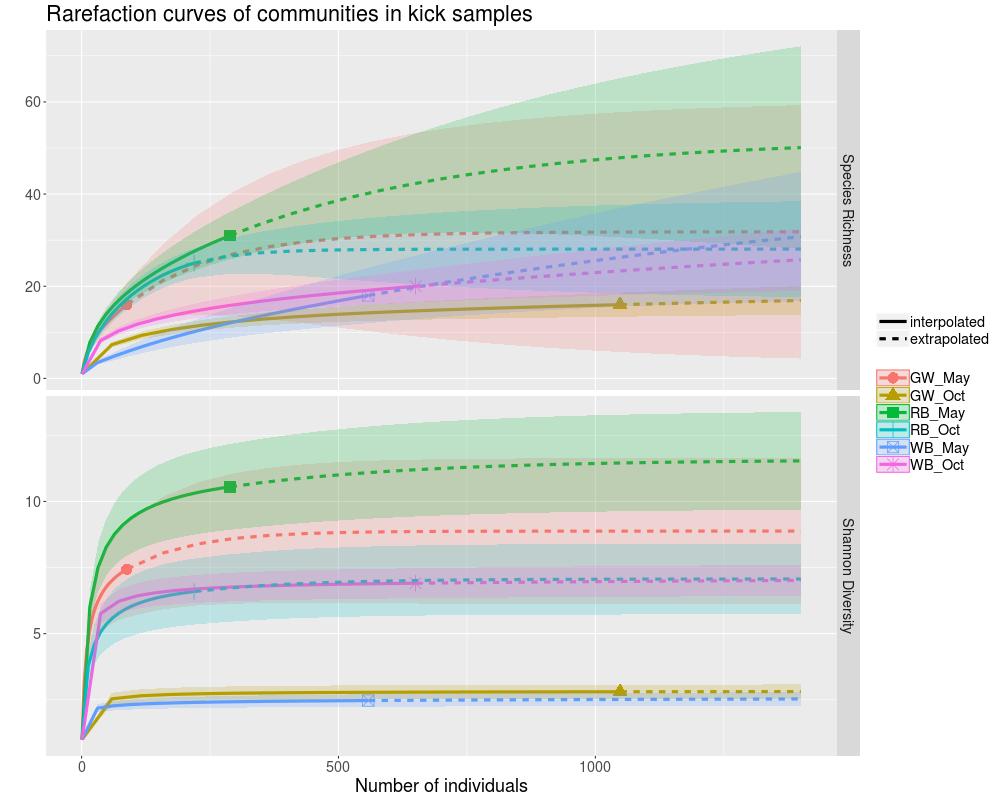 Rarefaction curves of communities in kick samples
60
40
20
0
Species Richness
10
5
Shannon Diversity
0
500
1000
Number of individuals
interpolated
extrapolated
GW_May
GW_Oct
RB_May
RB_Oct
WB_May
WB_Oct